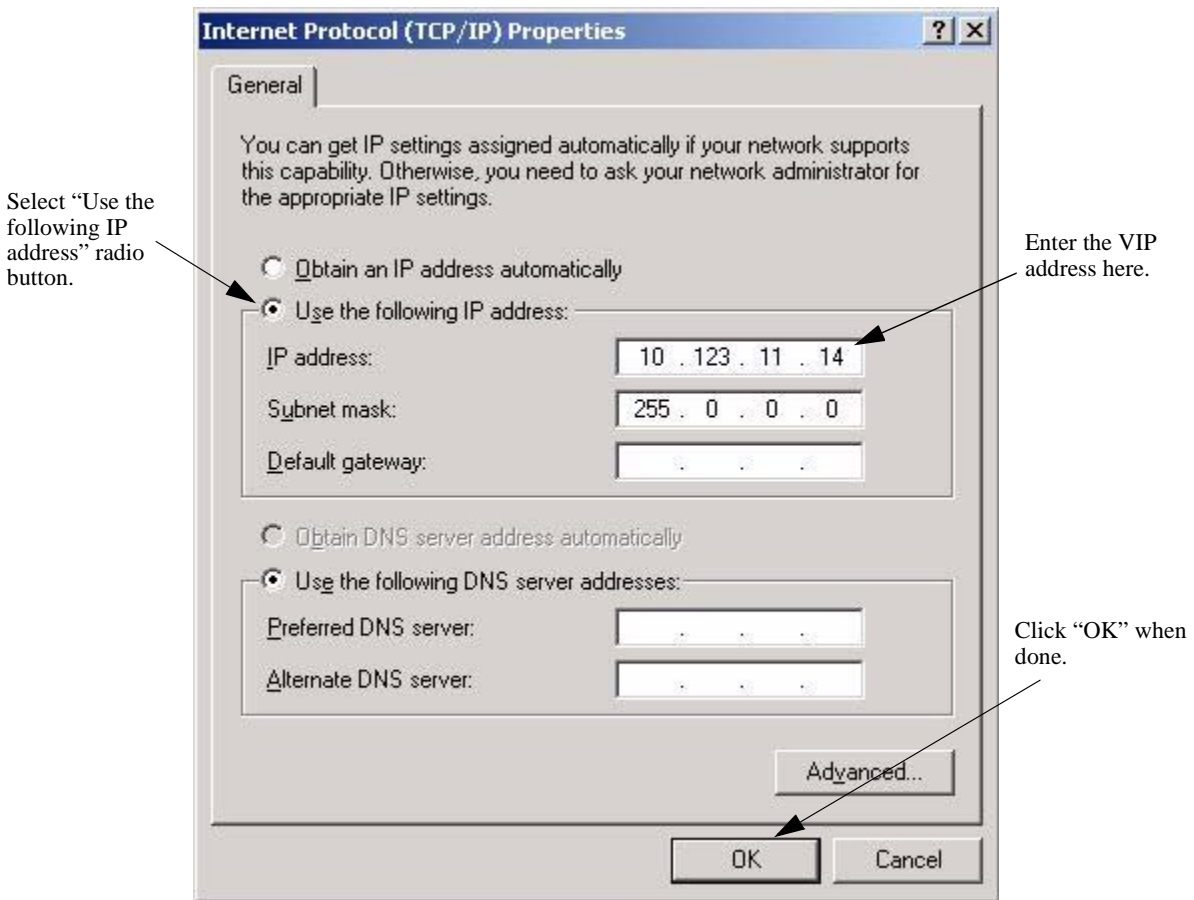 Internet Protocol (TCP/IP) Properties
General
You can get IP settings assigned automatically if your network supports
this capability. Otherwise, you need to ask your network administrator for
the appropriate IP settings.
Select “Use the
following IP
address” radio
button.
Enter the VIP
address here.
Obtain an IP address automatically
Use the following IP address:
IP address: 10 . 123 . 11 . 14
Subnet mask: 255 . 0 . 0 . 0
Default gateway: . . .
Obtain DNS server address automatically
Use the following DNS server addresses:
Preferred DNS server: . . .
Alternate DNS server: . . .
Click “OK” when
done.
Advanced...
OK Cancel